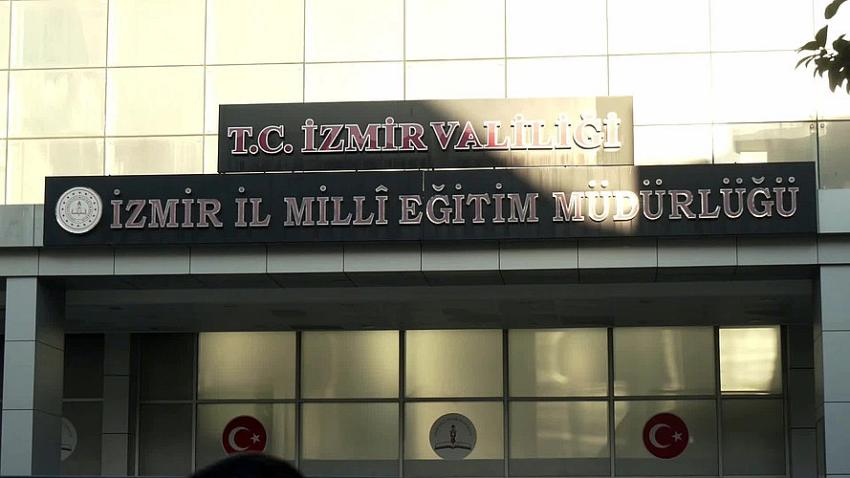 T.C. İZMİR VALİLİĞİ
İZMİR İL MİLLÎ EĞİTİM MÜDÜRLÜĞÜ